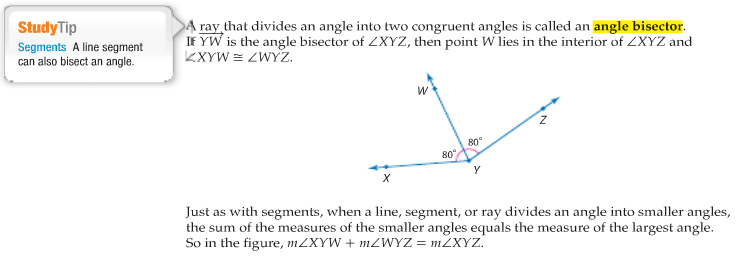 StudyTip
Segments A line segment
can also bisect an angle.
A ray that divides an angle into two congruent angles is called an angle bisector.
If YW is the angle bisector of ∠XYZ, then point W lies in the interior of ∠XYZ and
∠XYW ≅ ∠WYZ.
W
Z
80°
80°
Y
X
Just as with segments, when a line, segment, or ray divides an angle into smaller angles,
the sum of the measures of the smaller angles equals the measure of the largest angle.
So in the figure, m∠XYW + m∠WYZ = m∠XYZ.